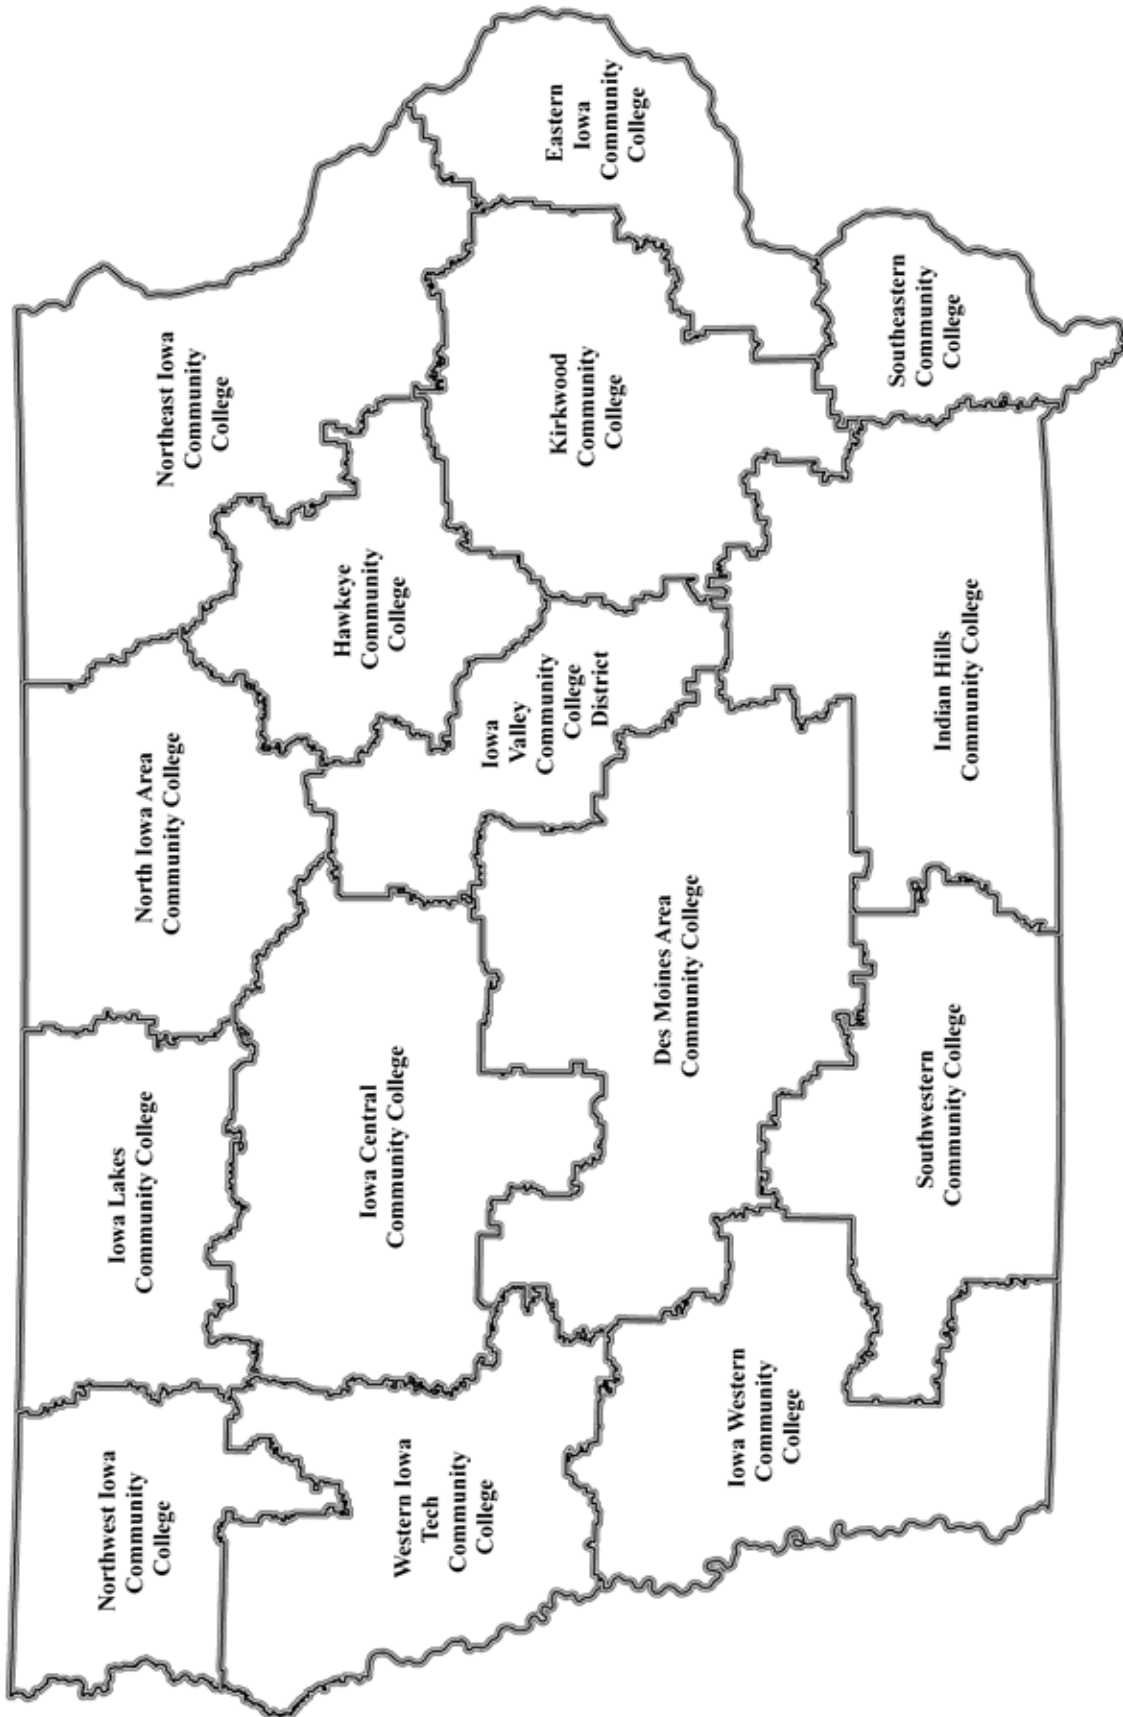 Northwest Iowa
Community
College
Iowa Lakes
Community College
North Iowa Area
Community College
Northeast Iowa
Community
College
Western Iowa
Tech
Community
College
Iowa Central
Community College
Hawkeye
Community
College
Iowa
Valley
Community
College
District
Kirkwood
Community
College
Eastern
Iowa
Community
College
Iowa Western
Community
College
Des Moines Area
Community College
Southwestern
Community College
Indian Hills
Community College
Southeastern
Community
College